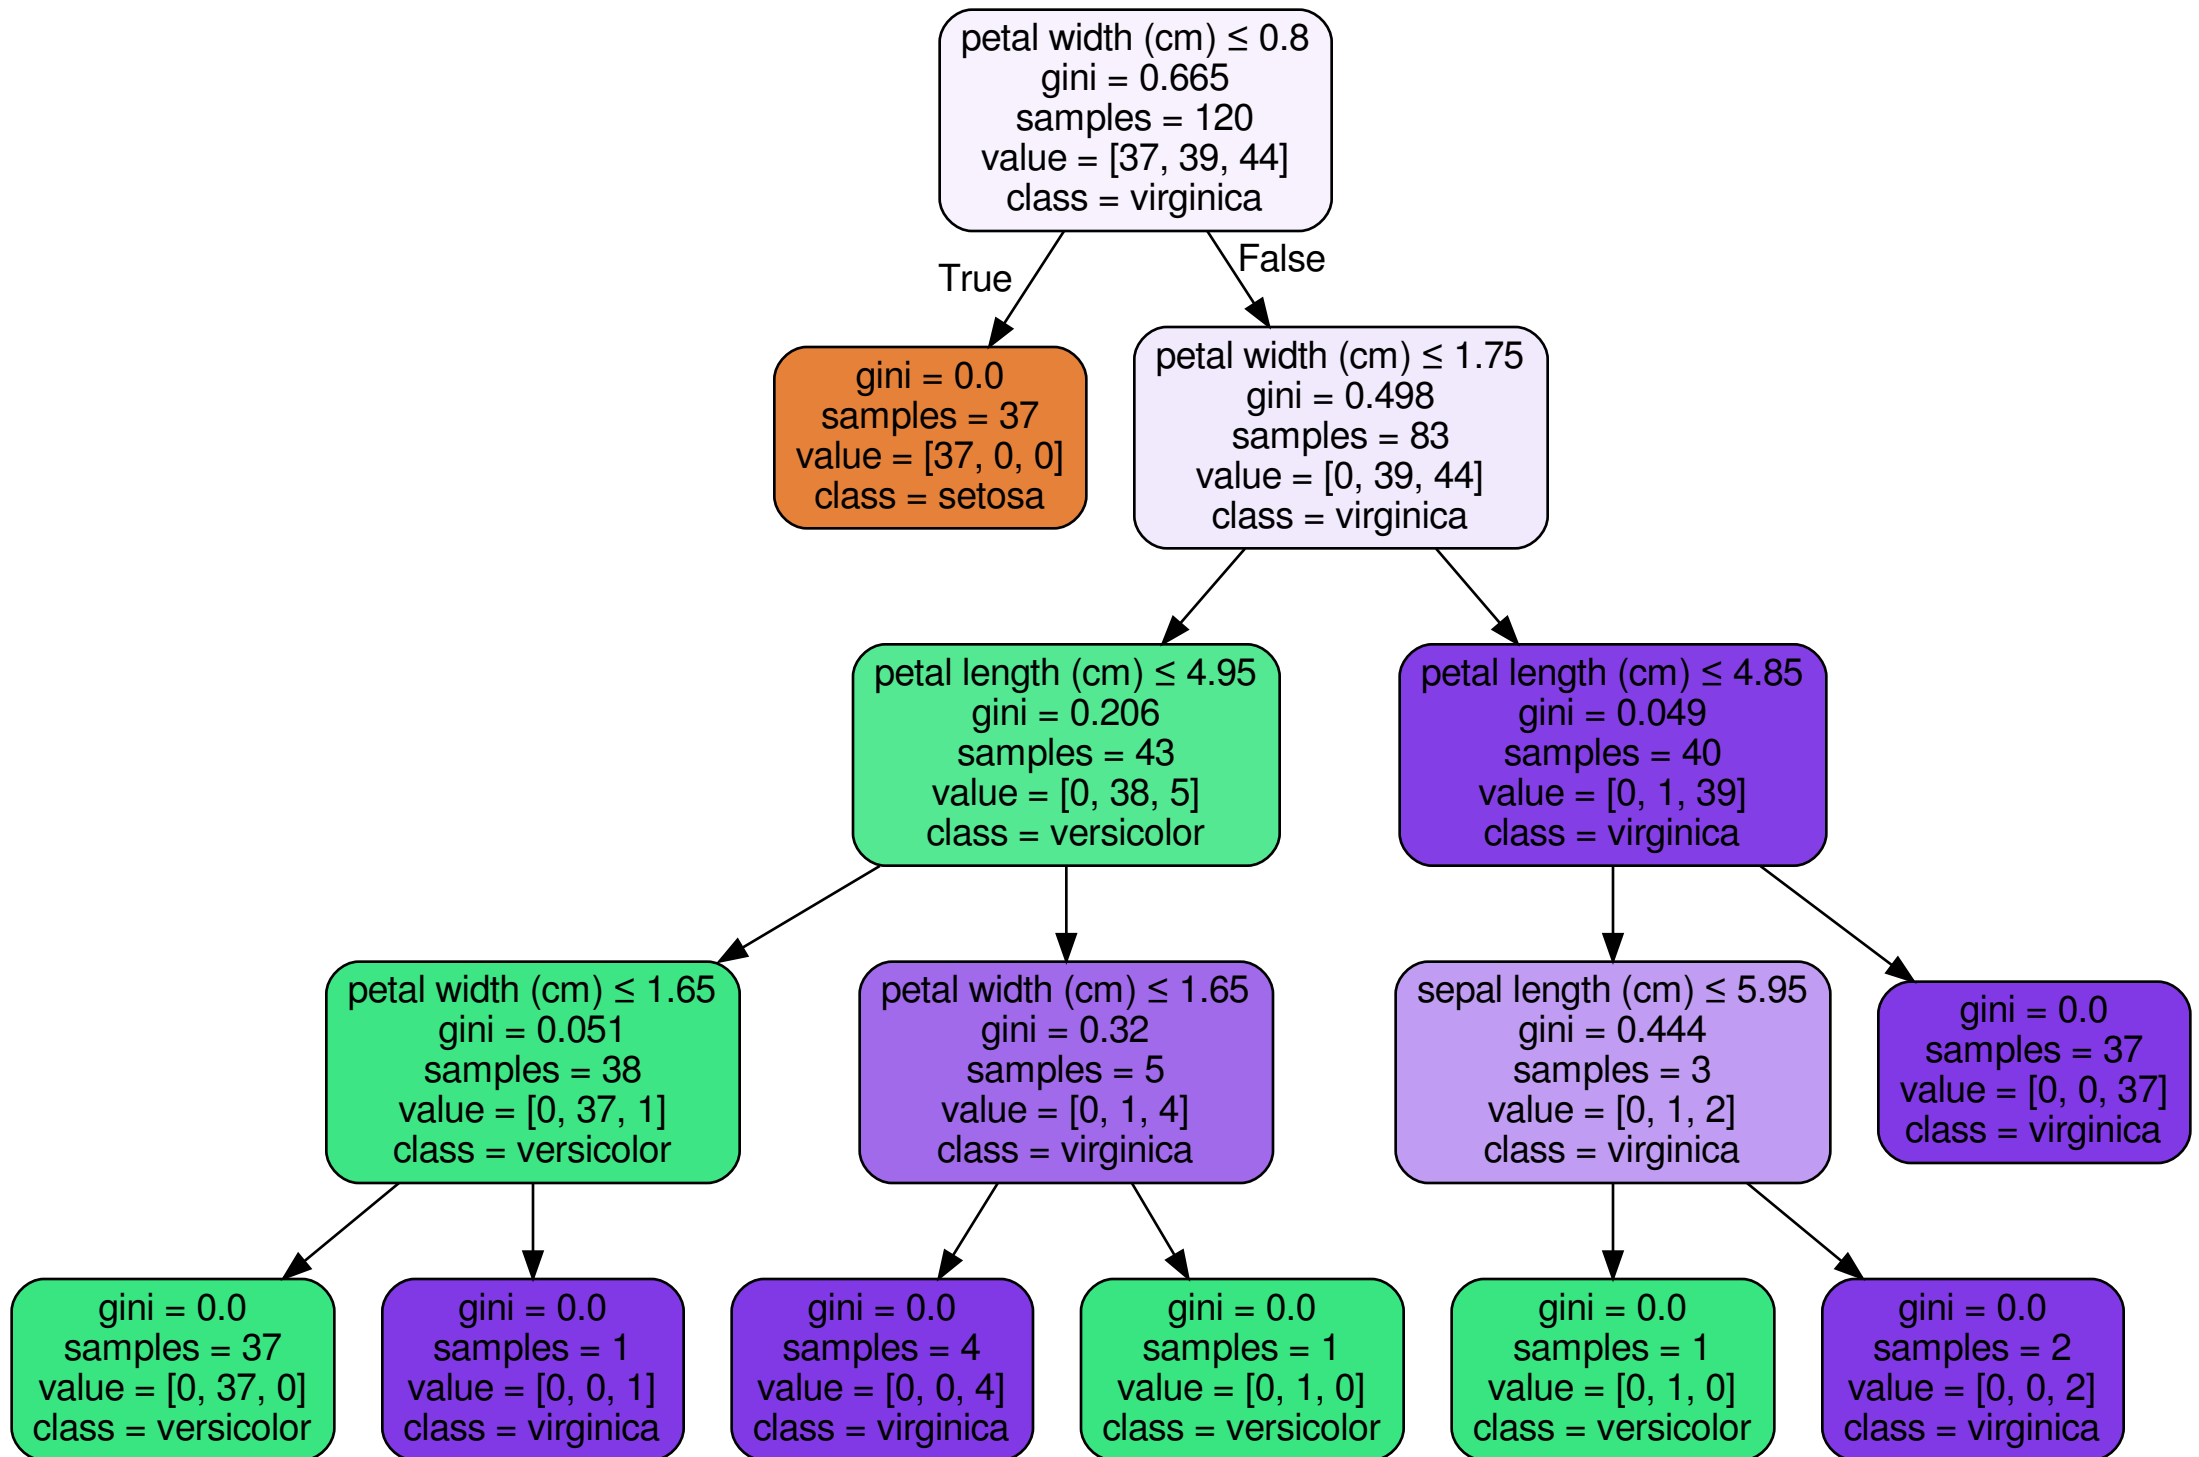 petal width (cm) ≤ 0.8
gini = 0.665
samples = 120
value = [37, 39, 44]
class = virginica
True
False
gini = 0.0
samples = 37
value = [37, 0, 0]
class = setosa
petal width (cm) ≤ 1.75
gini = 0.498
samples = 83
value = [0, 39, 44]
class = virginica
petal length (cm) ≤ 4.95
gini = 0.206
samples = 43
value = [0, 38, 5]
class = versicolor
petal length (cm) ≤ 4.85
gini = 0.049
samples = 40
value = [0, 1, 39]
class = virginica
petal width (cm) ≤ 1.65
gini = 0.051
samples = 38
value = [0, 37, 1]
class = versicolor
petal width (cm) ≤ 1.65
gini = 0.32
samples = 5
value = [0, 1, 4]
class = virginica
sepal length (cm) ≤ 5.95
gini = 0.444
samples = 3
value = [0, 1, 2]
class = virginica
gini = 0.0
samples = 37
value = [0, 0, 37]
class = virginica
gini = 0.0
samples = 37
value = [0, 37, 0]
class = versicolor
gini = 0.0
samples = 1
value = [0, 0, 1]
class = virginica
gini = 0.0
samples = 4
value = [0, 0, 4]
class = virginica
gini = 0.0
samples = 1
value = [0, 1, 0]
class = versicolor
gini = 0.0
samples = 1
value = [0, 1, 0]
class = versicolor
gini = 0.0
samples = 2
value = [0, 0, 2]
class = virginica